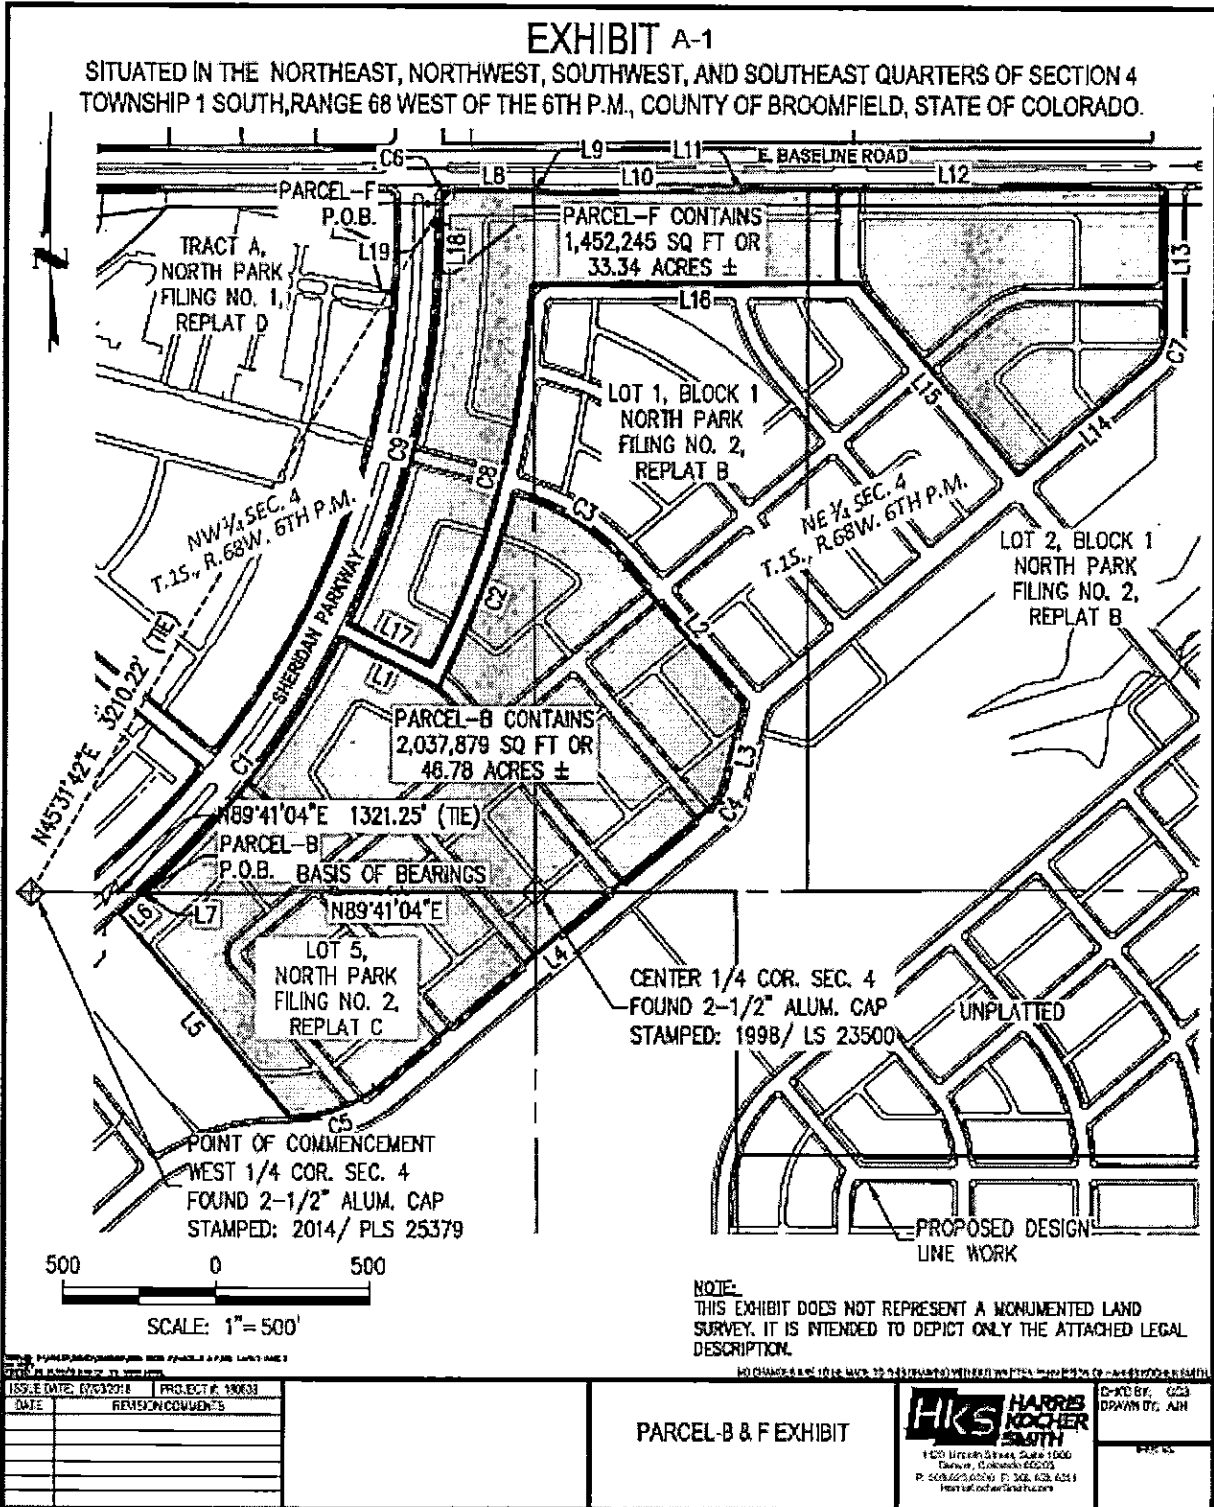 EXHIBIT A-1
SITUATED IN THE NORTHEAST, NORTHWEST, SOUTHWEST, AND SOUTHEAST QUARTERS OF SECTION 4
TOWNSHIP 1 SOUTH, RANGE 68 WEST OF THE 6TH P.M., COUNTY OF BROOMFIELD, STATE OF COLORADO.
C6
L9
L11
E. BASELINE ROAD
L8
L10
L12
PARCEL-F
P.O.B.
L19
L18
TRACT A,
NORTH PARK
FILING NO. 1,
REPLAT D
PARCEL-F CONTAINS
1,452,245 SQ FT OR
33.34 ACRES ±
L13
L16
C7
LOT 1, BLOCK 1
NORTH PARK
FILING NO. 2,
REPLAT B
L15
L14
C9
C8
C3
NW ¼ SEC. 4
T.1S., R.68W. 6TH P.M.
NE ¼ SEC. 4
T.1S., R.68W. 6TH P.M.
LOT 2, BLOCK 1
NORTH PARK
FILING NO. 2,
REPLAT B
SHERIDAN PARKWAY
C2
L2
L17
L1
N45°31'42"E 3210.22' (TIE)
PARCEL-B CONTAINS
2,037,879 SQ FT OR
46.78 ACRES ±
L3
C1
C4
N89°41'04"E 1321.25' (TIE)
PARCEL-B
P.O.B.
BASIS OF BEARINGS
N89°41'04"E
L6
L7
LOT 5,
NORTH PARK
FILING NO. 2,
REPLAT C
L4
L5
CENTER 1/4 COR. SEC. 4
FOUND 2-1/2" ALUM. CAP
STAMPED: 1998/ LS 23500
UNPLATTED
C5
POINT OF COMMENCEMENT
WEST 1/4 COR. SEC. 4
FOUND 2-1/2" ALUM. CAP
STAMPED: 2014/ PLS 25379
PROPOSED DESIGN
LINE WORK
500 0 500
SCALE: 1"=500'
NOTE:
THIS EXHIBIT DOES NOT REPRESENT A MONUMENTED LAND
SURVEY. IT IS INTENDED TO DEPICT ONLY THE ATTACHED LEGAL
DESCRIPTION.
ISSUE DATE:
PROJECT #:
DATE
REVISION COMMENTS
PARCEL-B & F EXHIBIT
HKS
HARRIS
KOCHER
SMITH
1120 Lincoln Street, Suite 1000
Denver, Colorado 80203
CHK'D BY:
DRAWN BY: AJH